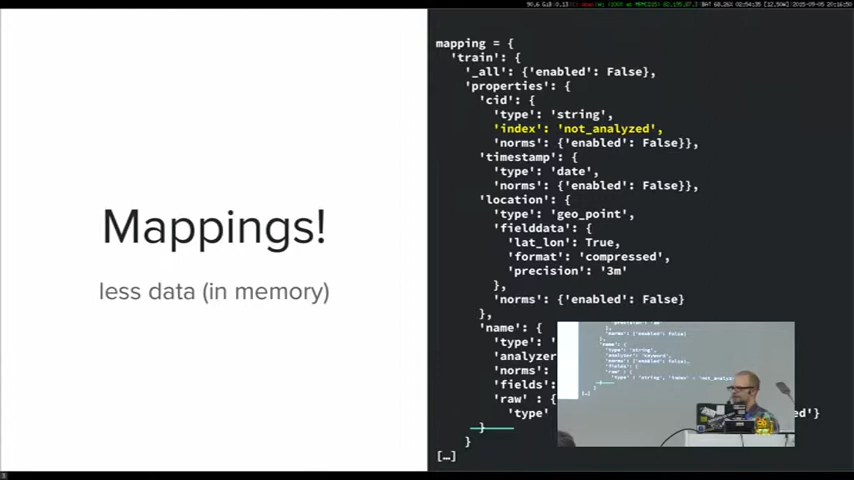 Mappings!
less data (in memory)
mapping = {
'train': {
'_all': {'enabled': False},
'properties': {
'cid': {
'type': 'string',
'index': 'not_analyzed',
'norms': {'enabled': False}},
'timestamp': {
'type': 'date',
'norms': {'enabled': False}},
'location': {
'type': 'geo_point',
'fielddata': {
'lat_lon': True,
'format': 'compressed',
'precision': '3m'
},
'norms': {'enabled': False}
},
'name': {
'type': '
'analyzer
'norms':
'fields':
'raw' : {
'type' ed'}
}
}
[…]